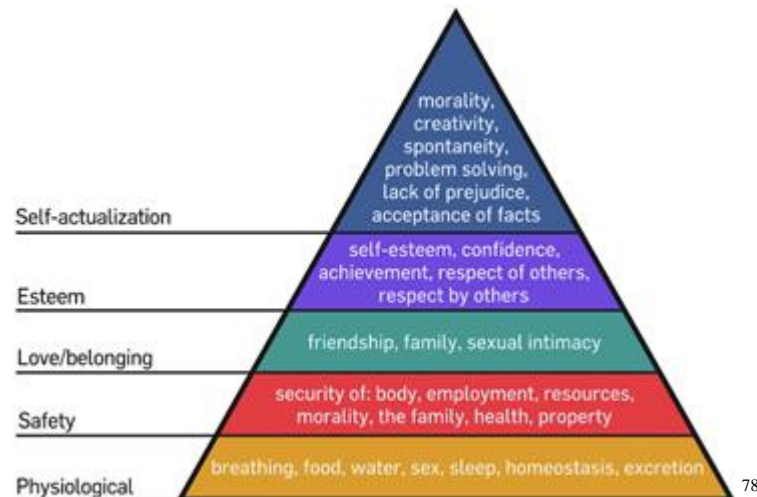 morality,
creativity,
spontaneity,
problem solving,
lack of prejudice,
acceptance of facts
Self-actualization
self-esteem, confidence,
achievement, respect of others,
respect by others
Esteem
friendship, family, sexual intimacy
Love/belonging
security of: body, employment, resources,
morality, the family, health, property
Safety
breathing, food, water, sex, sleep, homeostasis, excretion
Physiological
78